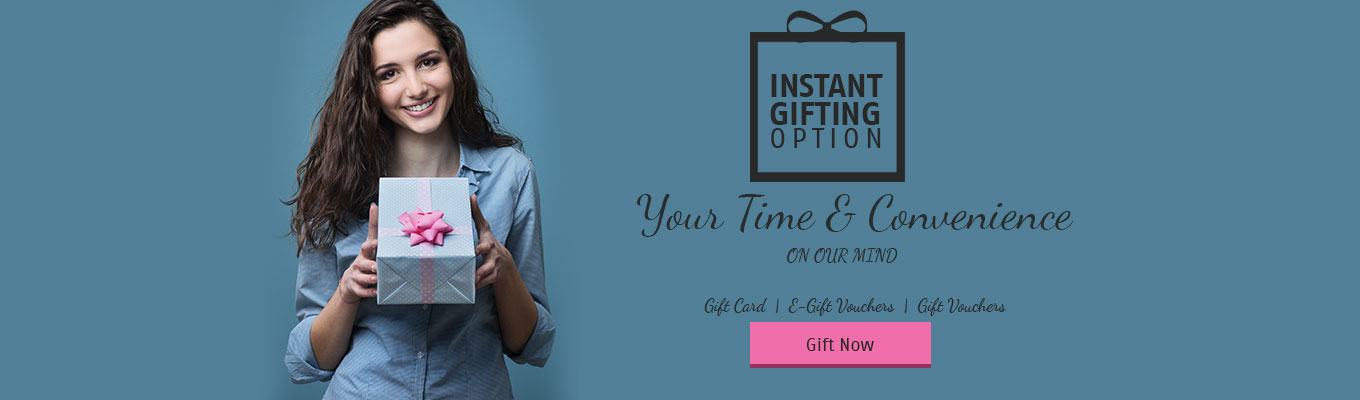 INSTANT
GIFTING
OPTION
Your Time & Convenience
ON OUR MIND
Gift Card | E-Gift Vouchers | Gift Vouchers
Gift Now